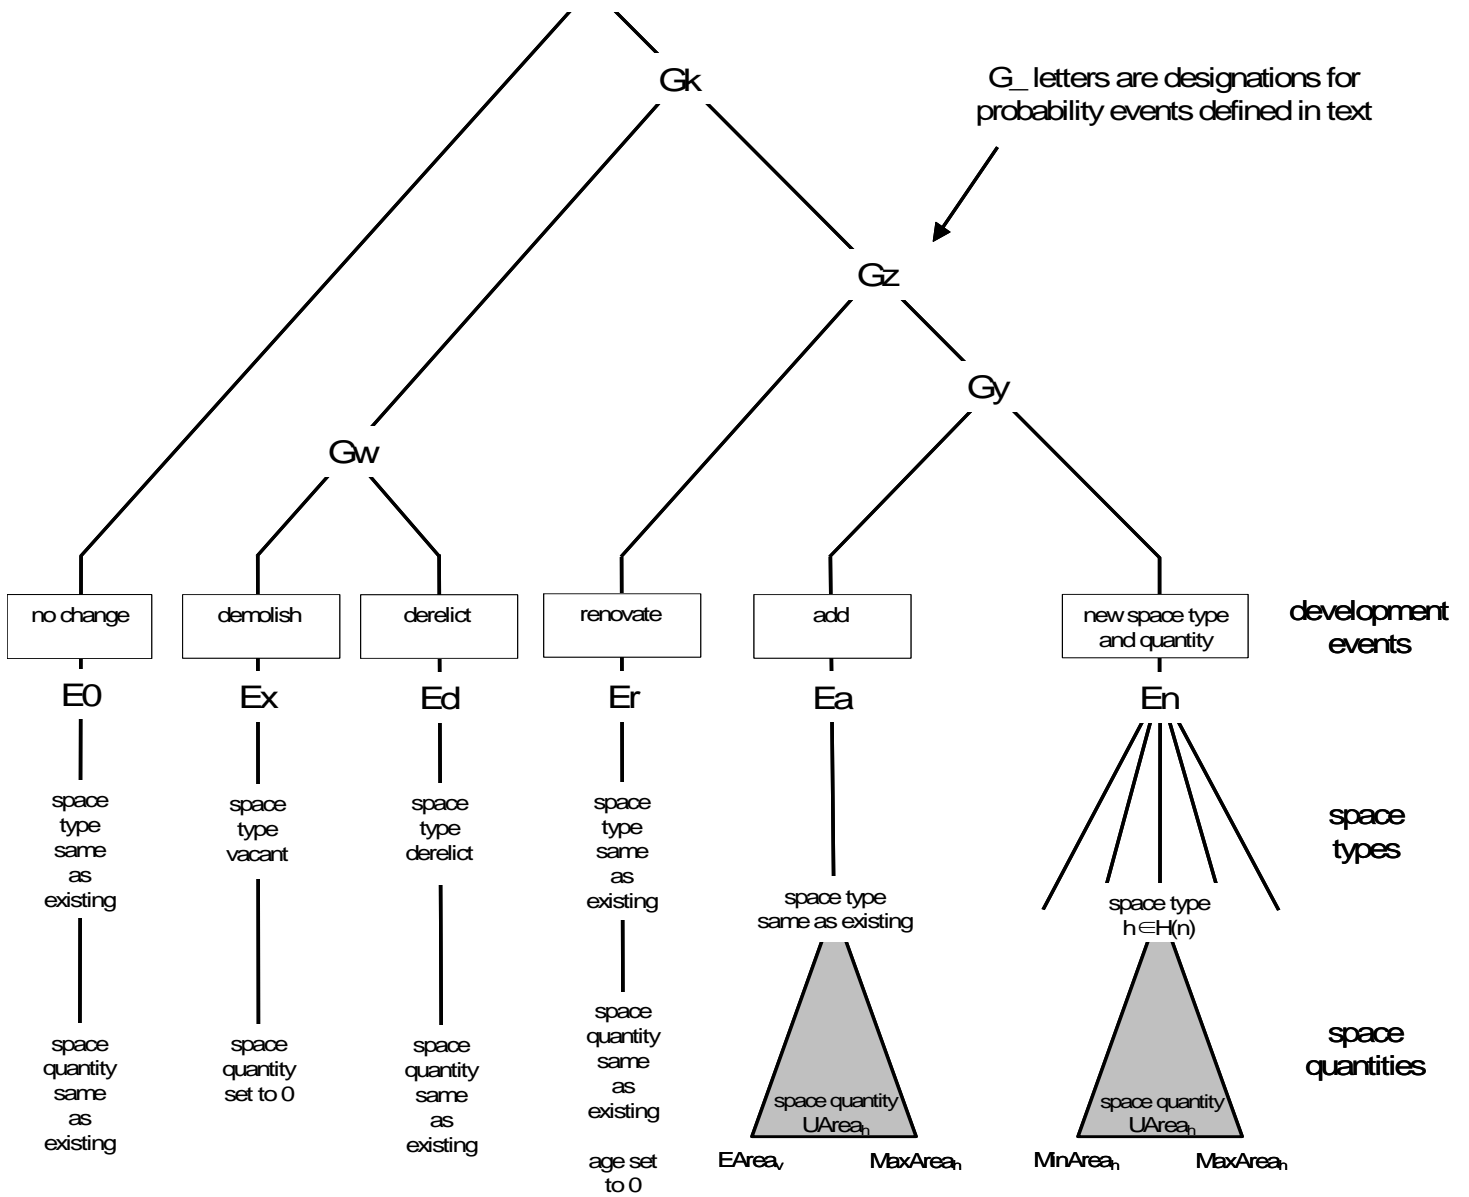 Gk
G_ letters are designations for
probability events defined in text
Gz
Gy
Gw
no change
demolish
derelict
renovate
add
new space type
and quantity
development
events
E0
Ex
Ed
Er
Ea
En
space
type
same
as
existing
space
type
vacant
space
type
derelict
space
type
same
as
existing
space type
same as existing
space type
h∈H(n)
space
types
space
quantity
same
as
existing
space
quantity
set to 0
space
quantity
same
as
existing
space
quantity
same
as
existing
age set
to 0
space quantity
UAreaₕ
EAreaᵥ
MaxAreaₕ
space quantity
UAreaₕ
MinAreaₕ
MaxAreaₕ
space
quantities